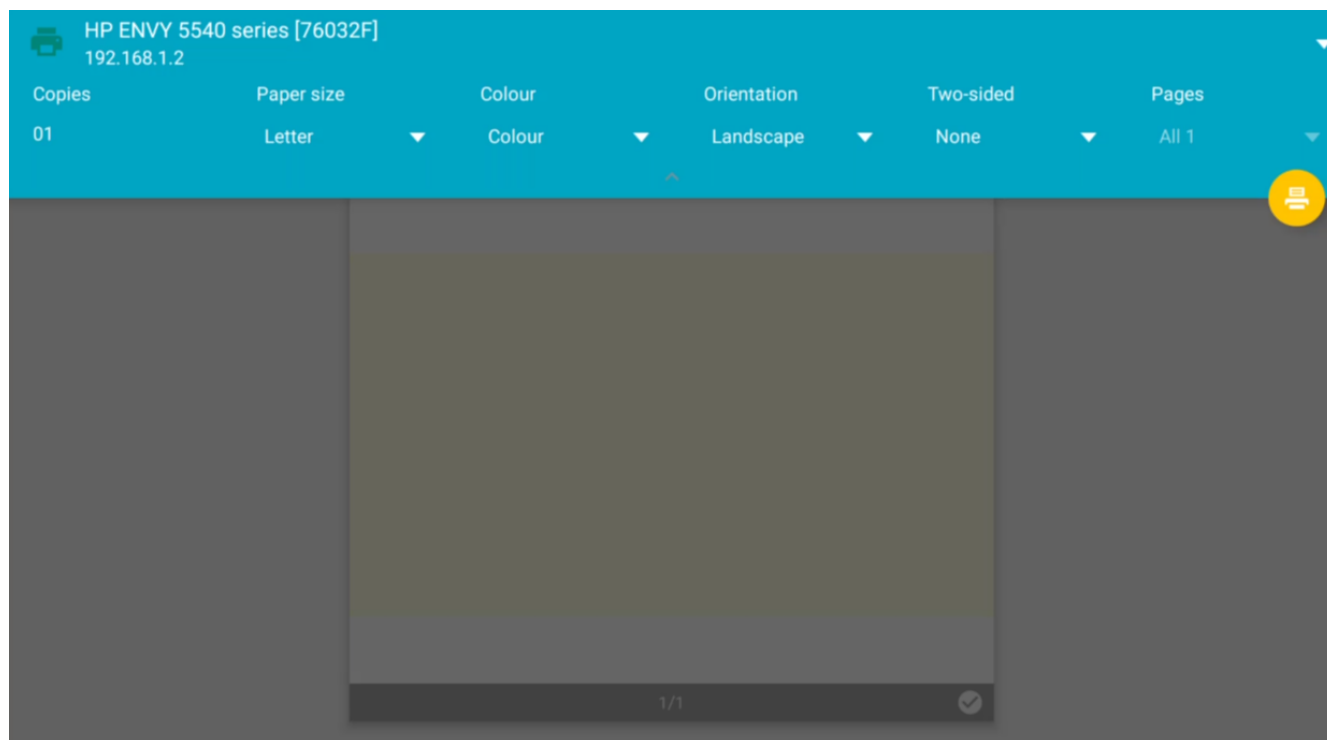 HP ENVY 5540 series [76032F]
192.168.1.2
Copies Paper size Colour Orientation Two-sided Pages
01 Letter Colour Landscape None All 1
1/1